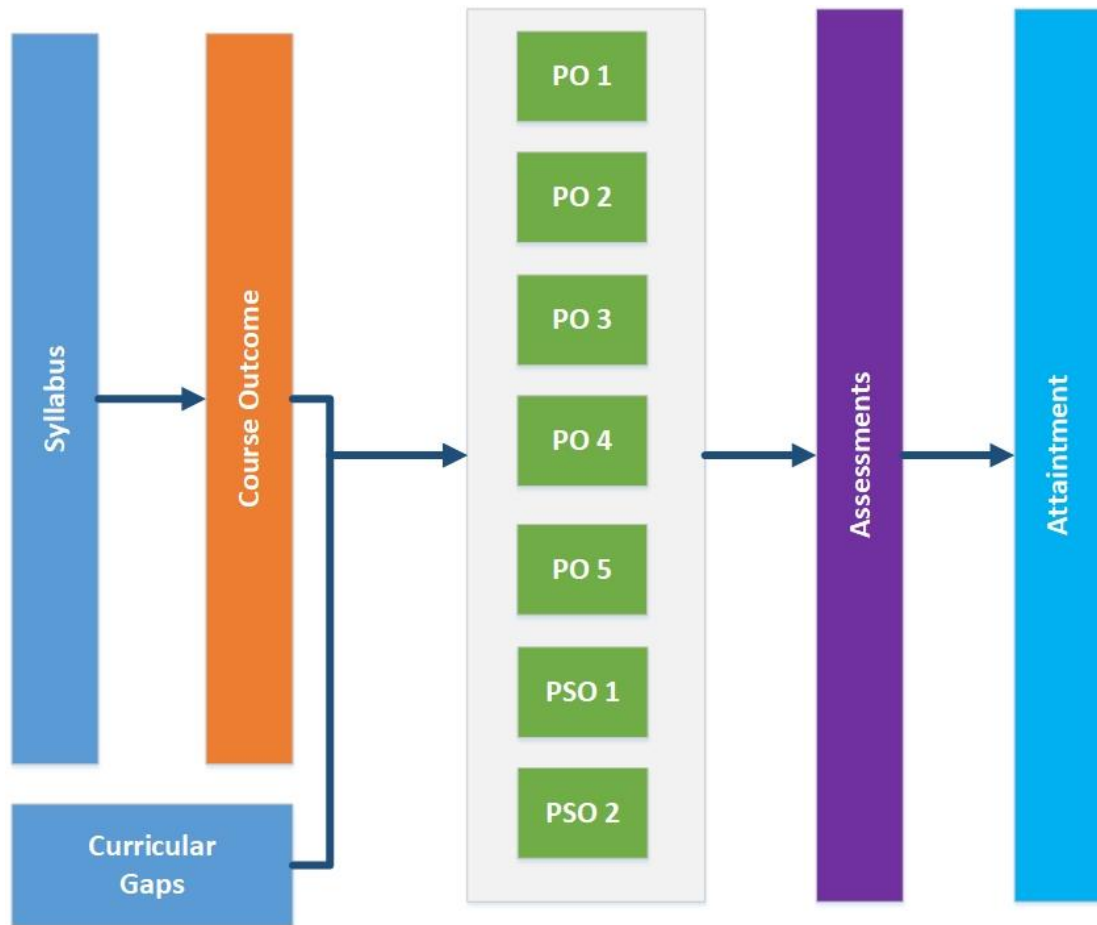 Syllabus
Course Outcome
Curricular
Gaps
PO 1
PO 2
PO 3
PO 4
PO 5
PSO 1
PSO 2
Assessments
Attaintment